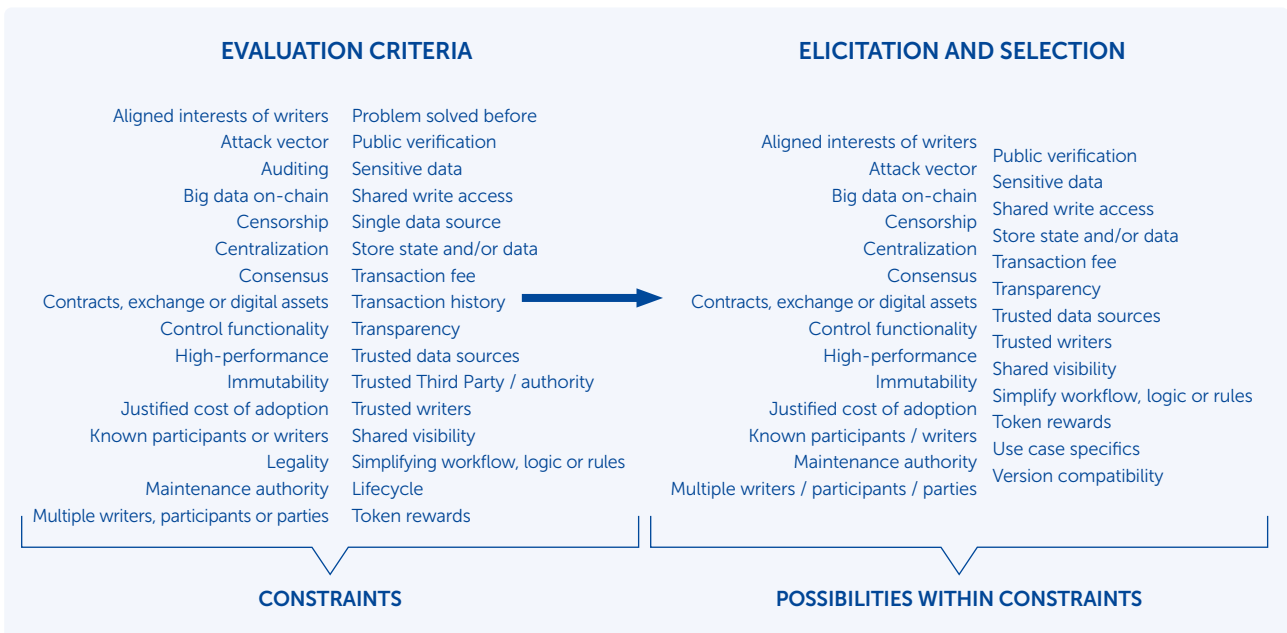 EVALUATION CRITERIA
Aligned interests of writers
Attack vector
Auditing
Big data on-chain
Censorship
Centralization
Consensus
Contracts, exchange or digital assets
Control functionality
High-performance
Immutability
Justified cost of adoption
Known participants or writers
Legality
Maintenance authority
Multiple writers, participants or parties
Problem solved before
Public verification
Sensitive data
Shared write access
Single data source
Store state and/or data
Transaction fee
Transaction history
Transparency
Trusted data sources
Trusted Third Party / authority
Trusted writers
Shared visibility
Simplifying workflow, logic or rules
Lifecycle
Token rewards
CONSTRAINTS
ELICITATION AND SELECTION
Aligned interests of writers
Attack vector
Big data on-chain
Censorship
Centralization
Consensus
Contracts, exchange or digital assets
Control functionality
High-performance
Immutability
Justified cost of adoption
Known participants / writers
Maintenance authority
Multiple writers / participants / parties
Public verification
Sensitive data
Shared write access
Store state and/or data
Transaction fee
Transparency
Trusted data sources
Trusted writers
Shared visibility
Simplify workflow, logic or rules
Token rewards
Use case specifics
Version compatibility
POSSIBILITIES WITHIN CONSTRAINTS